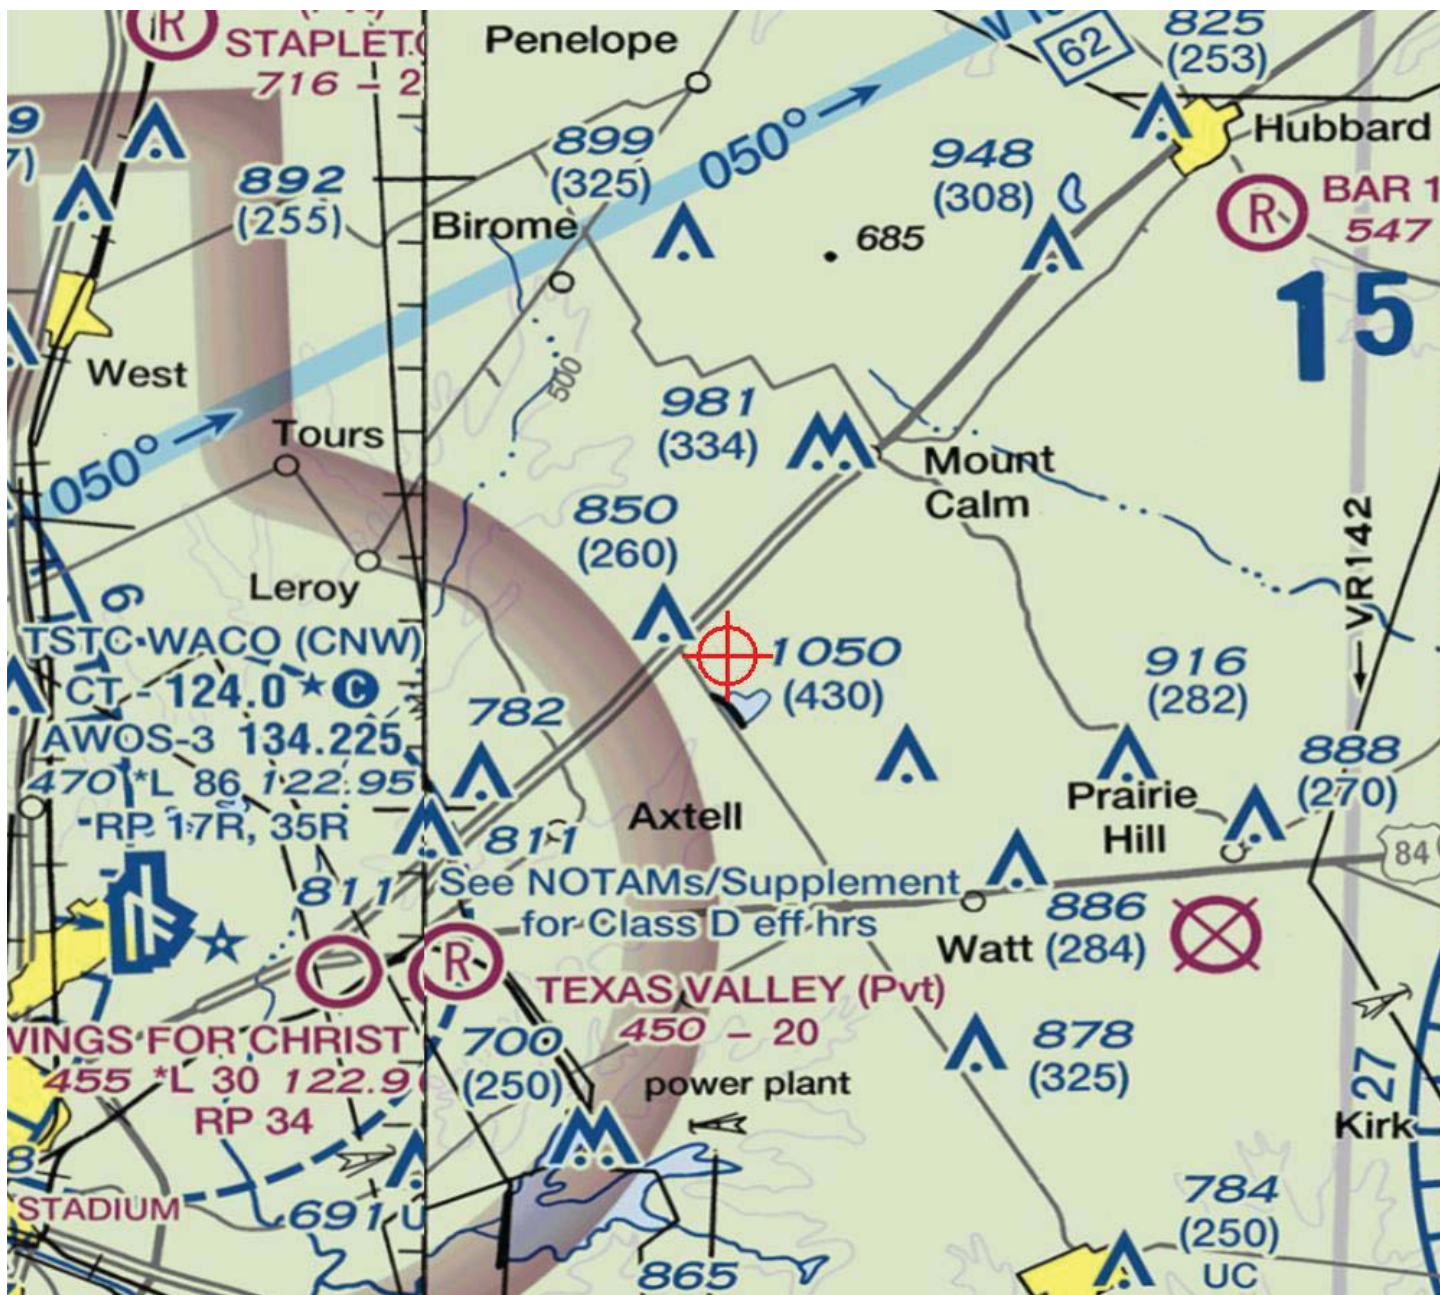 R
STAPLET
716 - 2
Penelope
62
825
(253)
Hubbard
9
7)
892
(255)
899
(325)
050°
948
(308)
R
BAR 1
547
Birome
685
15
West
500
981
(334)
Tours
050°
Mount
Calm
850
(260)
Leroy
VR1142
6
TSTC WACO (CNW)
CT - 124.0 ★ C
AWOS-3 134.225
470 *L 86 122.95
RP 17R, 35R
782
1050
(430)
916
(282)
888
(270)
Axtell
Prairie
Hill
84
811
811
See NOTAMs/Supplement
for Class D eff hrs
Watt
886
(284)
R
TEXAS VALLEY (Pvt)
450 - 20
WINGS FOR CHRIST
455 *L 30 122.9
RP 34
700
(250)
power plant
878
(325)
27
Kirk
8
STADIUM
691
U
865
784
(250)
UC